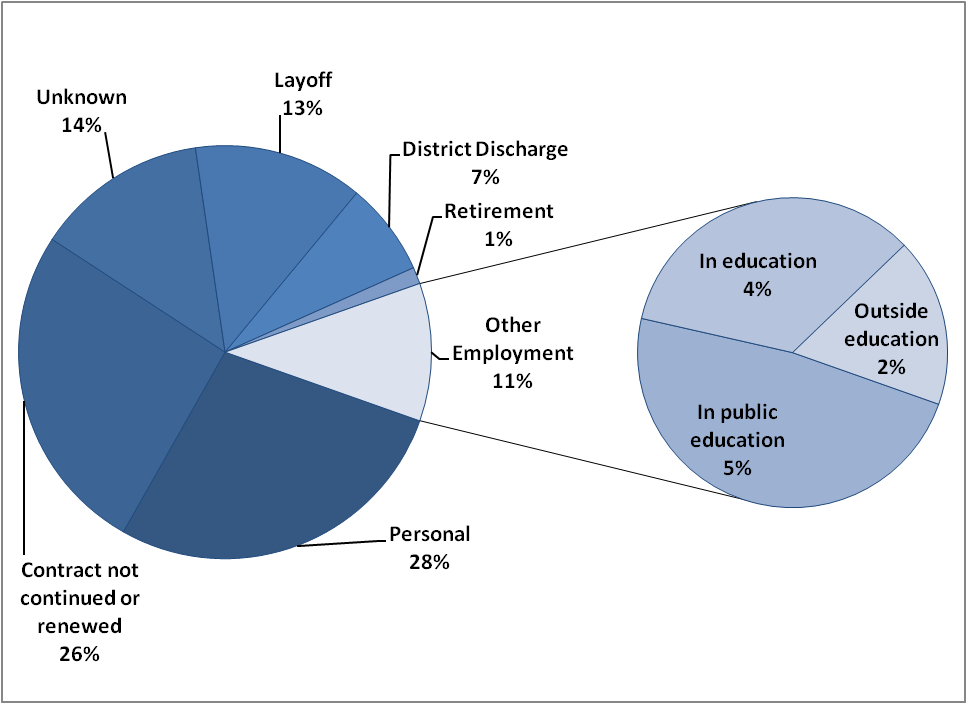 Layoff
13%
Unknown
14%
District Discharge
7%
Retirement
1%
In education
4%
Outside
education
2%
Other
Employment
11%
In public
education
5%
Personal
28%
Contract not
continued or
renewed
26%